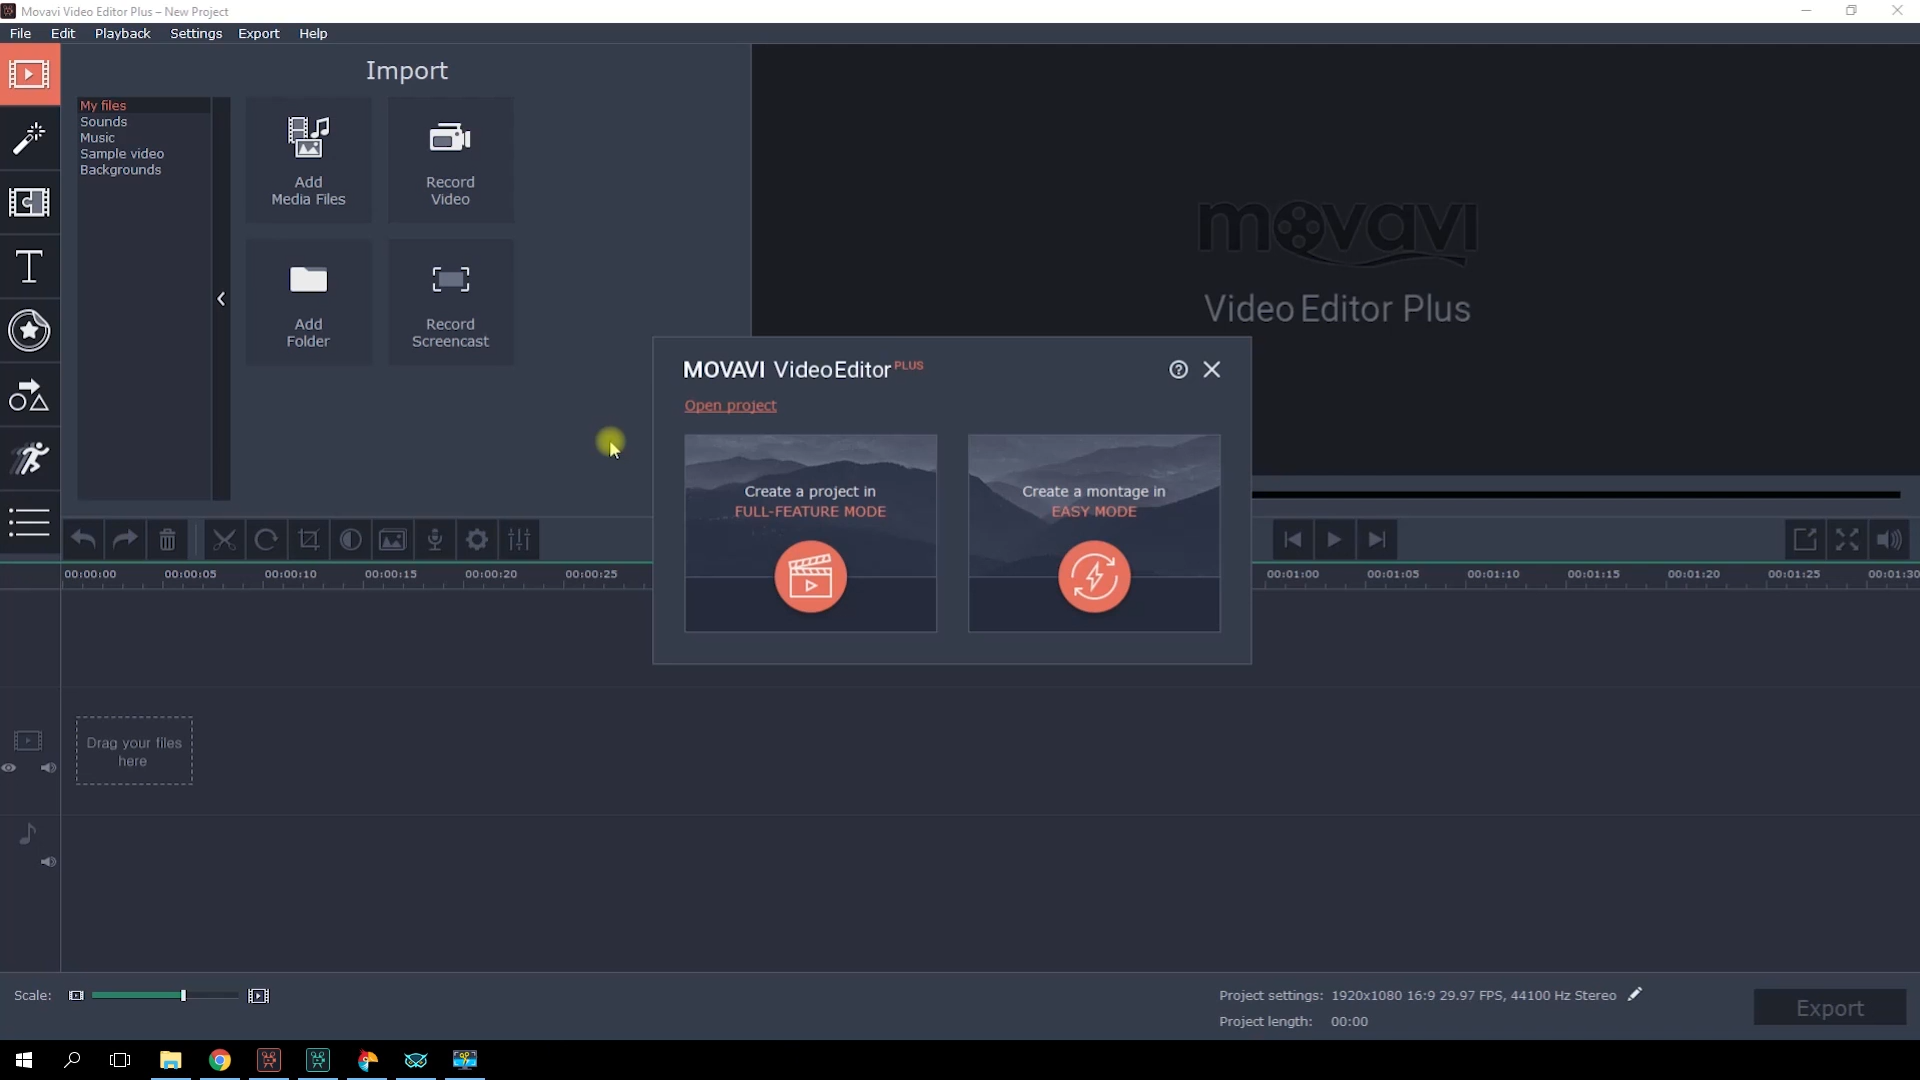 Movavi Video Editor Plus – New Project
File Edit Playback Settings Export Help
Import
My files
Sounds
Music
Sample video
Backgrounds
Add
Media Files
Record
Video
Add
Folder
Record
Screencast
movavi
Video Editor Plus
MOVAVI VideoEditor PLUS
Open project
Create a project in
FULL-FEATURE MODE
Create a montage in
EASY MODE
00:00:00 00:00:05 00:00:10 00:00:15 00:00:20 00:00:25 00:01:00 00:01:05 00:01:10 00:01:15 00:01:20 00:01:25 00:01:30
Drag your files
here
Scale:
Project settings: 1920x1080 16:9 29.97 FPS, 44100 Hz Stereo
Project length: 00:00
Export